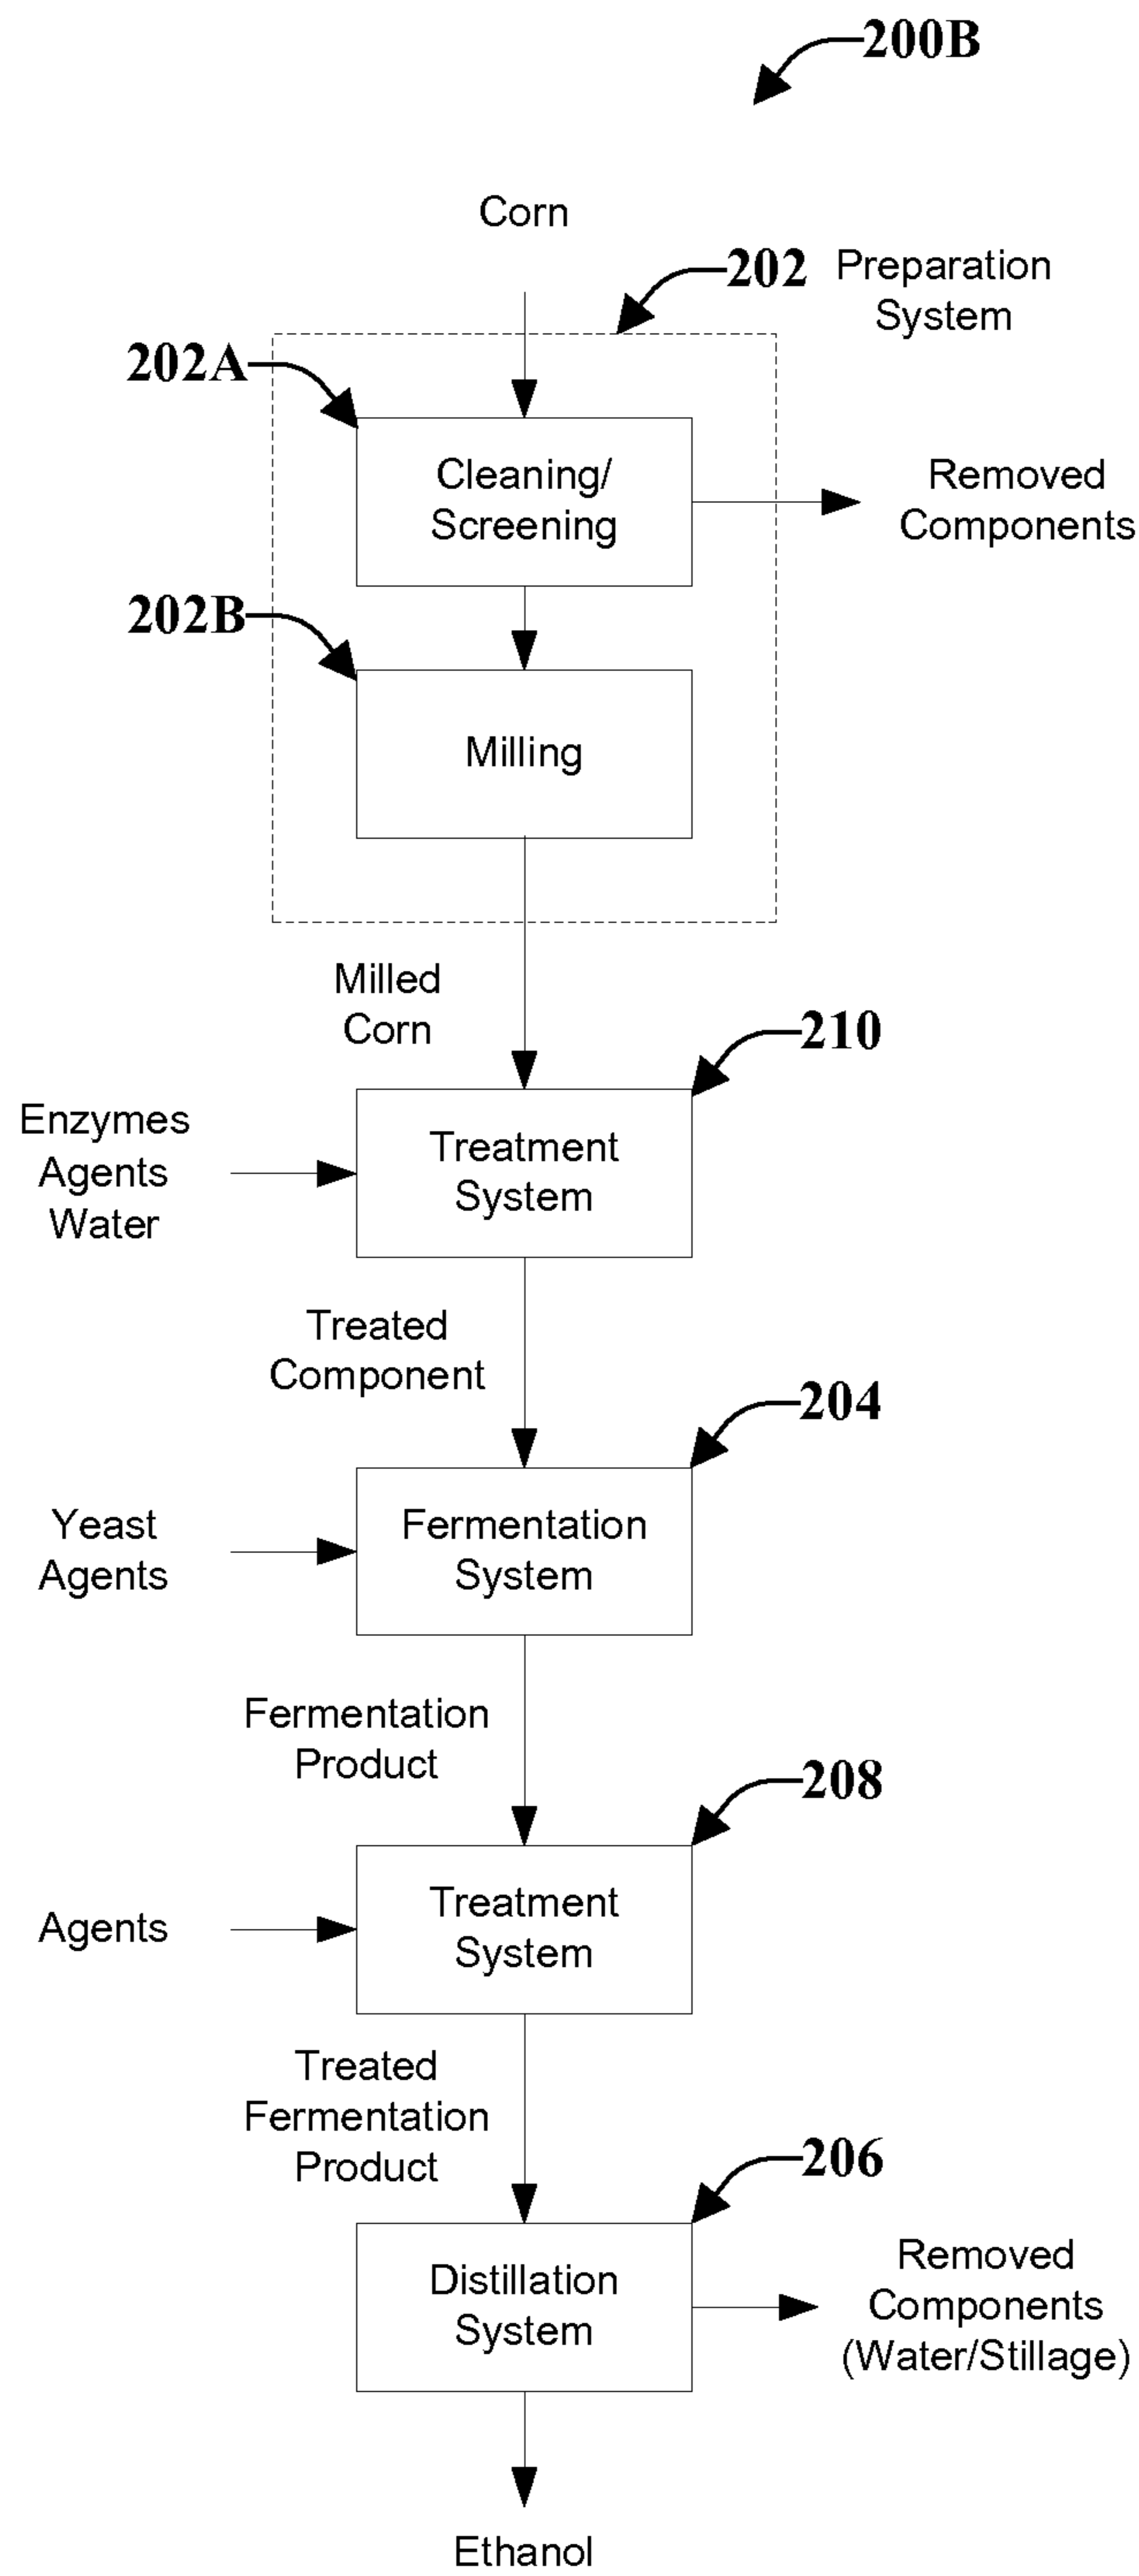 200B
Corn
202 Preparation
System
202A
Cleaning/
Screening
Removed
Components
202B
Milling
Milled
Corn
210
Enzymes
Agents
Water
Treatment
System
Treated
Component
204
Yeast
Agents
Fermentation
System
Fermentation
Product
208
Agents
Treatment
System
Treated
Fermentation
Product
206
Distillation
System
Removed
Components
(Water/Stillage)
Ethanol